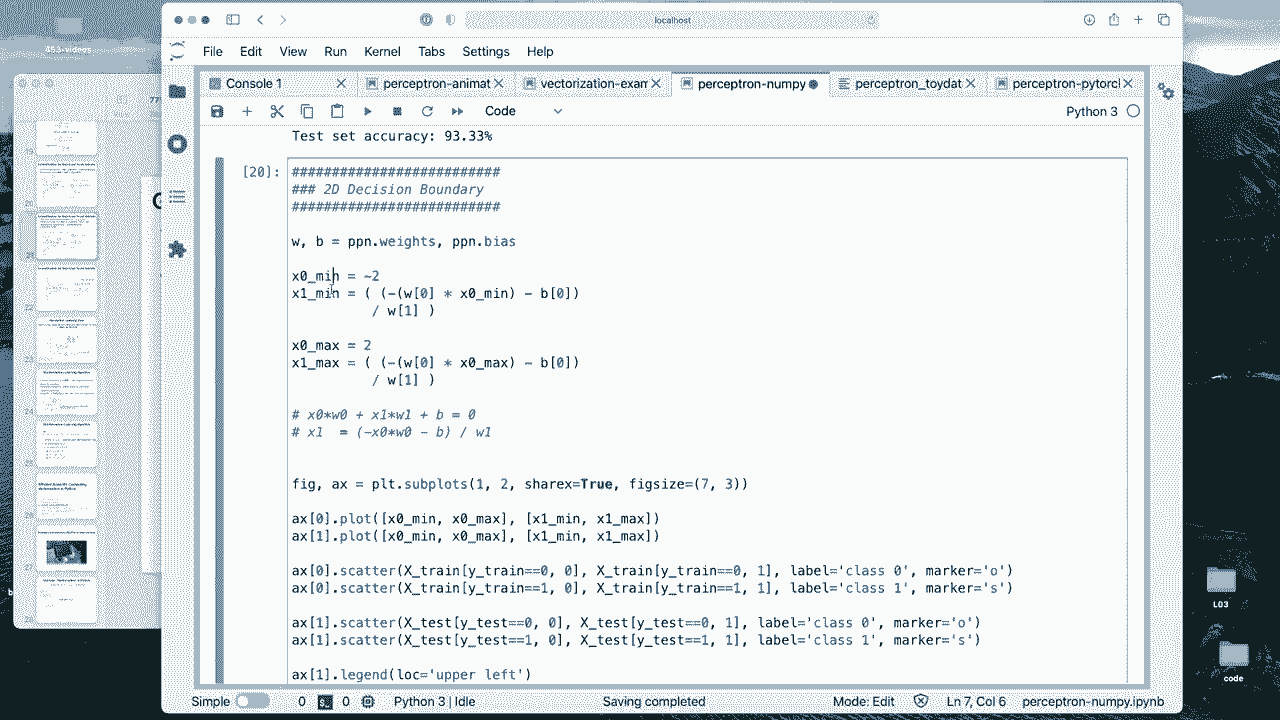 localhost
453-videos
File Edit View Run Kernel Tabs Settings Help
Console 1
perceptron-animat
vectorization-exam
perceptron-numpy
perceptron_toydat
perceptron-pytorcl
Code
Python 3
Test set accuracy: 93.33%
[20]:
##########################
### 2D Decision Boundary
##########################
w, b = ppn.weights, ppn.bias
x0_min = -2
x1_min = ( (-(w[0] * x0_min) - b[0])
/ w[1] )
x0_max = 2
x1_max = ( (-(w[0] * x0_max) - b[0])
/ w[1] )
# x0*w0 + x1*w1 + b = 0
# x1  = (-x0*w0 - b) / w1
fig, ax = plt.subplots(1, 2, sharex=True, figsize=(7, 3))
ax[0].plot([x0_min, x0_max], [x1_min, x1_max])
ax[1].plot([x0_min, x0_max], [x1_min, x1_max])
ax[0].scatter(X_train[y_train==0, 0], X_train[y_train==0, 1], label='class 0', marker='o')
ax[0].scatter(X_train[y_train==1, 0], X_train[y_train==1, 1], label='class 1', marker='s')
ax[1].scatter(X_test[y_test==0, 0], X_test[y_test==0, 1], label='class 0', marker='o')
ax[1].scatter(X_test[y_test==1, 0], X_test[y_test==1, 1], label='class 1', marker='s')
ax[1].legend(loc='upper left')
L03
code
Simple 0 0 Python 3 | Idle Saving completed Mode: Edit Ln 7, Col 6 perceptron-numpy.ipynb